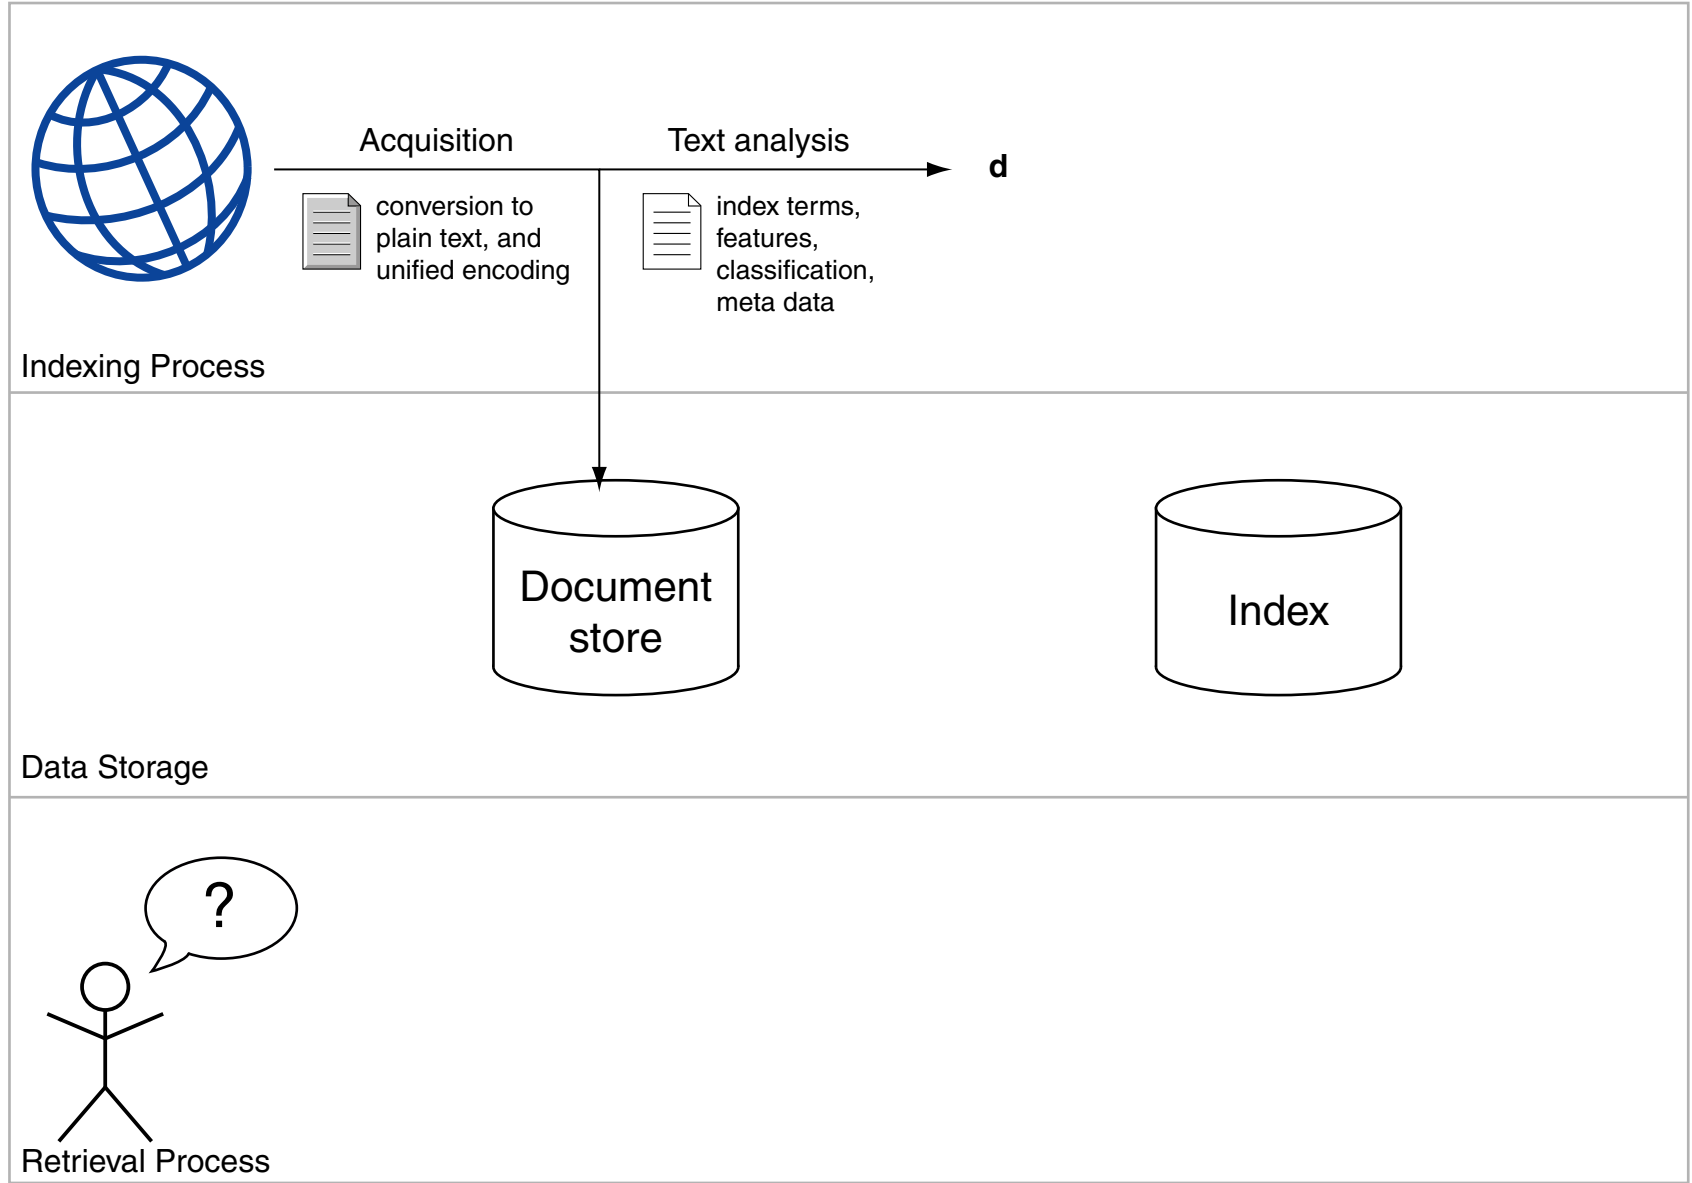 Acquisition
Text analysis
d
conversion to
plain text, and
unified encoding
index terms,
features,
classification,
meta data
Indexing Process
Document
store
Index
Data Storage
?
Retrieval Process